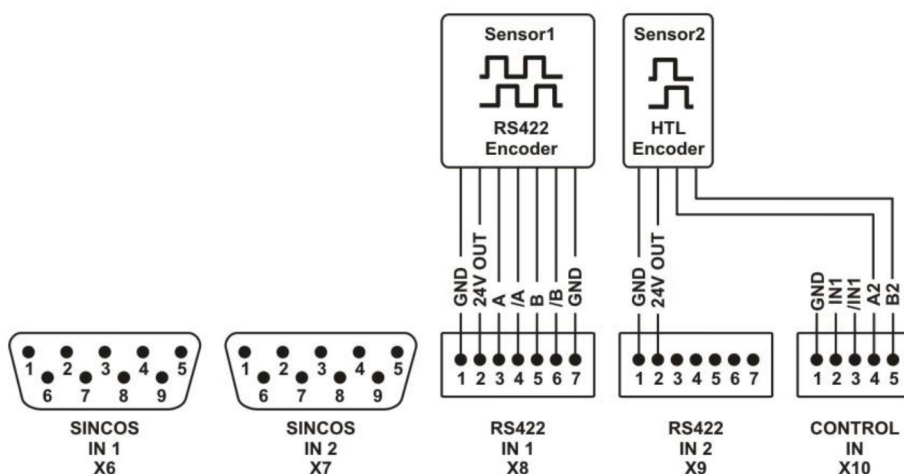 Sensor1
RS422
Encoder
Sensor2
HTL
Encoder
GND
24V OUT
A
/A
B
/B
GND
GND
24V OUT
GND
IN1
/IN1
A2
B2
1 2 3 4 5
6 7 8 9
SINCOS
IN 1
X6
1 2 3 4 5
6 7 8 9
SINCOS
IN 2
X7
1 2 3 4 5 6 7
RS422
IN 1
X8
1 2 3 4 5 6 7
RS422
IN 2
X9
1 2 3 4 5
CONTROL
IN
X10